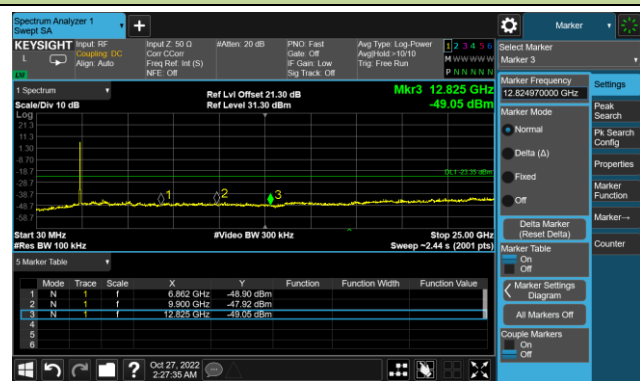 Spectrum Analyzer 1
Swept SA
Marker
KEYSIGHT
L
Input: RF
Coupling: DC
Align: Auto
Input Z: 50 Ω
Corr CCorr
Freq Ref: Int (S)
NFE: Off
#Atten: 20 dB
PNO: Fast
Gate: Off
IF Gain: Low
Sig Track: Off
Avg Type: Log-Power
Avg|Hold:>10/10
Trig: Free Run
1 2 3 4 5 6
M W W W W W
P N N N N N
LW
Select Marker
Marker 3
1 Spectrum
Scale/Div 10 dB
Log
Ref Lvl Offset 21.30 dB
Ref Level 31.30 dBm
Mkr3 12.825 GHz
-49.05 dBm
21.3
11.3
1.30
-8.70
-18.7
-28.7
-38.7
-48.7
-58.7
DL1 -23.35 dBm
1
2
3
Start 30 MHz
#Res BW 100 kHz
#Video BW 300 kHz
Stop 25.00 GHz
Sweep ~2.44 s (2001 pts)
5 Marker Table
Mode Trace Scale X Y Function Function Width Function Value
1 N 1 f 6.862 GHz -48.90 dBm
2 N 1 f 9.900 GHz -47.92 dBm
3 N 1 f 12.825 GHz -49.05 dBm
4
5
6
Marker Frequency
12.824970000 GHz
Marker Mode
Normal
Delta (Δ)
Fixed
Off
Delta Marker
(Reset Delta)
Marker Table
On
Off
Marker Settings
Diagram
All Markers Off
Couple Markers
On
Off
Settings
Peak
Search
Pk Search
Config
Properties
Marker
Function
Marker→
Counter
?
Oct 27, 2022
2:27:35 AM